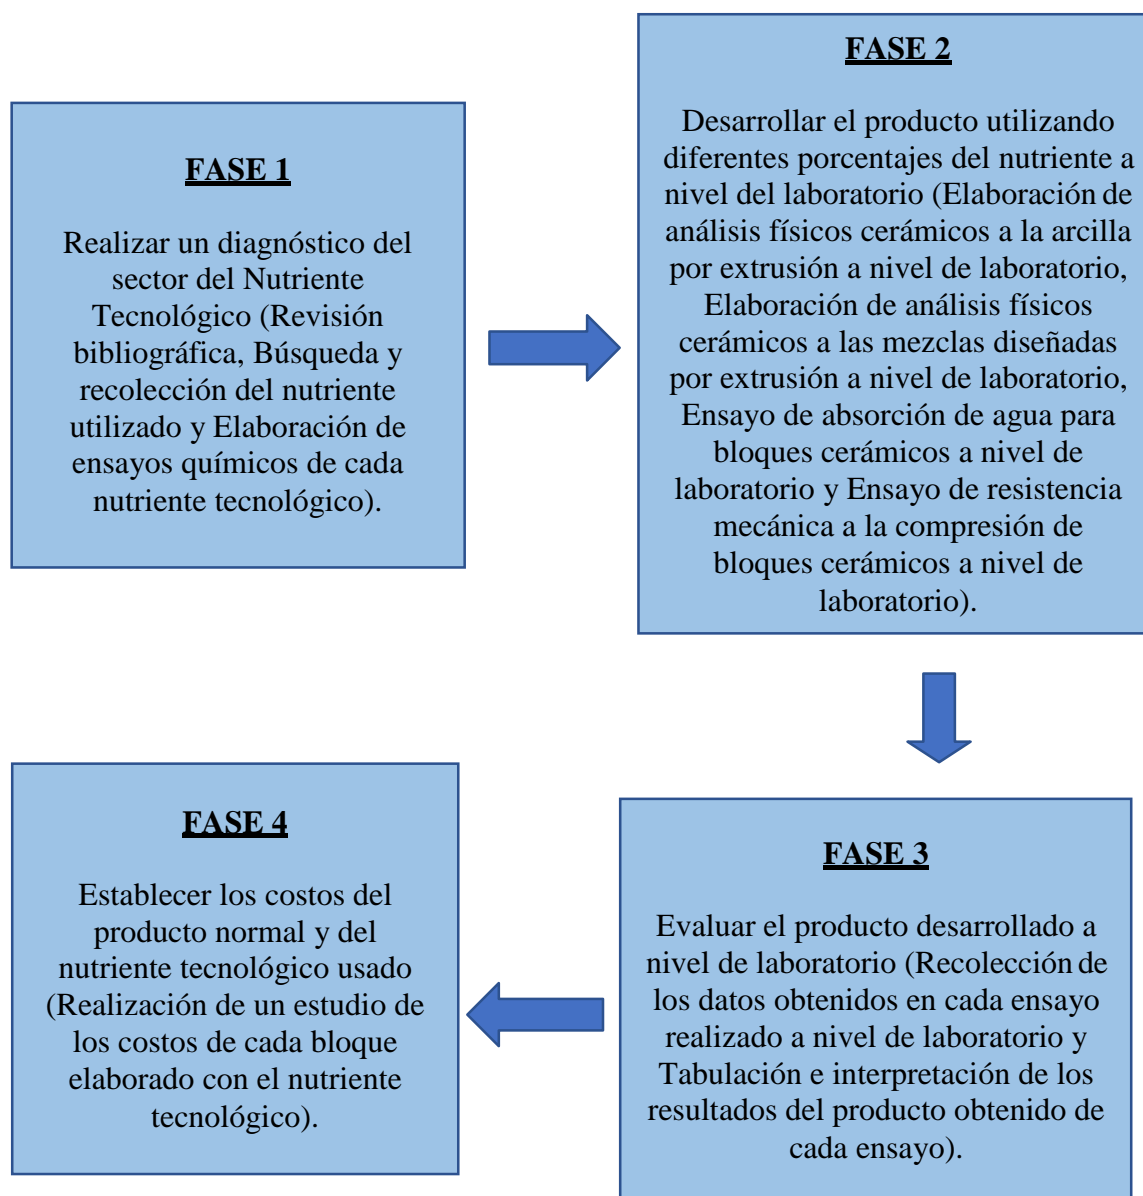 FASE 1
Realizar un diagnóstico del
sector del Nutriente
Tecnológico (Revisión
bibliográfica, Búsqueda y
recolección del nutriente
utilizado y Elaboración de
ensayos químicos de cada
nutriente tecnológico).
FASE 2
Desarrollar el producto utilizando
diferentes porcentajes del nutriente a
nivel del laboratorio (Elaboración de
análisis físicos cerámicos a la arcilla
por extrusión a nivel de laboratorio,
Elaboración de análisis físicos
cerámicos a las mezclas diseñadas
por extrusión a nivel de laboratorio,
Ensayo de absorción de agua para
bloques cerámicos a nivel de
laboratorio y Ensayo de resistencia
mecánica a la compresión de
bloques cerámicos a nivel de
laboratorio).
FASE 3
Evaluar el producto desarrollado a
nivel de laboratorio (Recolección de
los datos obtenidos en cada ensayo
realizado a nivel de laboratorio y
Tabulación e interpretación de los
resultados del producto obtenido de
cada ensayo).
FASE 4
Establecer los costos del
producto normal y del
nutriente tecnológico usado
(Realización de un estudio de
los costos de cada bloque
elaborado con el nutriente
tecnológico).